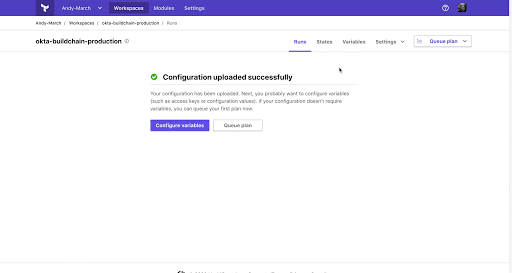 Andy-March Workspaces Modules Settings
Andy-March / Workspaces / okta-buildchain-production / Runs
okta-buildchain-production Runs States Variables Settings Queue plan
Configuration uploaded successfully
Your configuration has been uploaded. Next, you probably want to configure variables
(such as access keys or configuration values). If your configuration doesn't require
variables, you can queue your first plan now.
Configure variables Queue plan